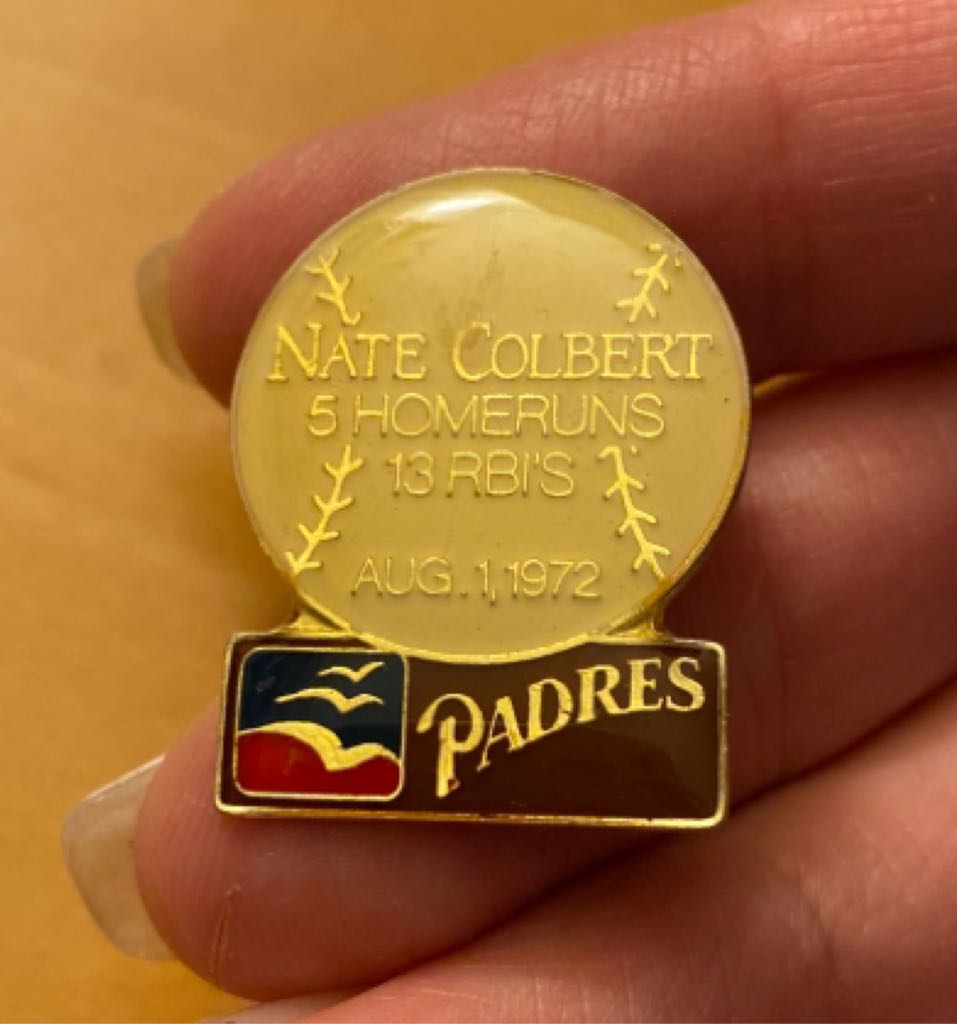 NATE COLBERT
5 HOMERUNS
13 RBI'S
AUG. 1, 1972
PADRES